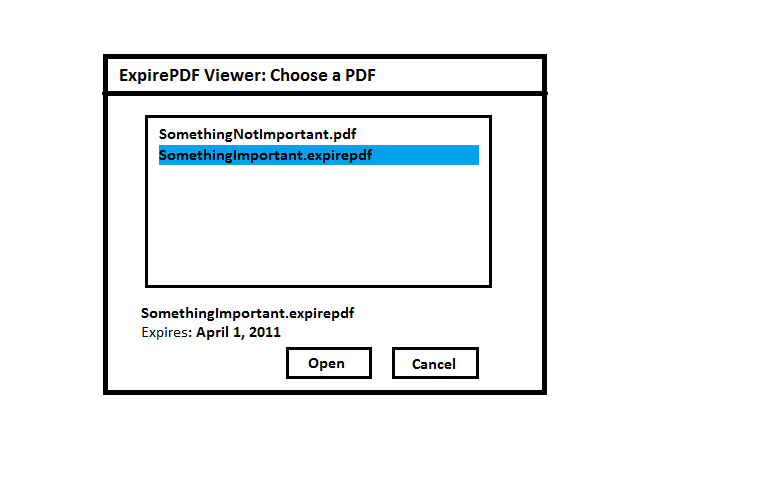 ExpirePDF Viewer: Choose a PDF
SomethingNotImportant.pdf
SomethingImportant.expirepdf
SomethingImportant.expirepdf
Expires: April 1, 2011
Open Cancel